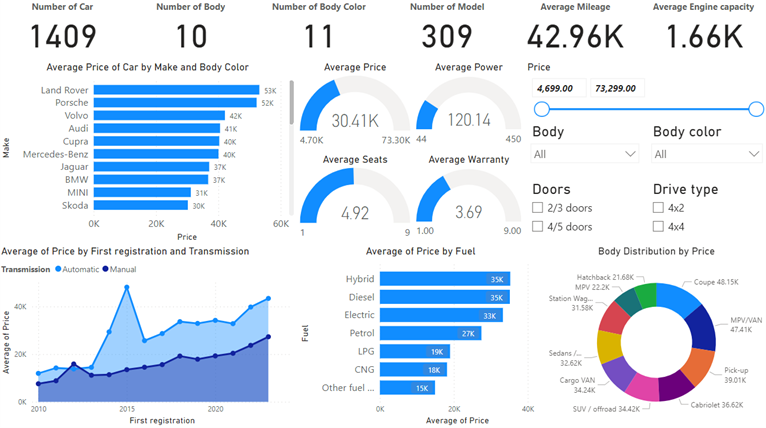 Number of Car
Number of Body
Number of Body Color
Number of Model
Average Mileage
Average Engine capacity
1409
10
11
309
42.96K
1.66K
Average Price of Car by Make and Body Color
Make
Land Rover 53K
Porsche 52K
Volvo 42K
Audi 41K
Cupra 40K
Mercedes-Benz 40K
Jaguar 37K
BMW 37K
MINI 31K
Skoda 30K
0K 20K 40K 60K
Price
Average Price
30.41K
4.70K 73.30K
Average Power
120.14
44 450
Average Seats
4.92
1 9
Average Warranty
3.69
1.00 9.00
Price
4,699.00 73,299.00
Body
All
Body color
All
Doors
2/3 doors
4/5 doors
Drive type
4x2
4x4
Average of Price by First registration and Transmission
Transmission Automatic Manual
Average of Price
40K
20K
0K
2010 2015 2020
First registration
Average of Price by Fuel
Fuel
Hybrid 35K
Diesel 35K
Electric 33K
Petrol 27K
LPG 19K
CNG 18K
Other fuel ... 15K
0K 20K 40K
Average of Price
Body Distribution by Price
Coupe 48.15K
MPV/VAN
47.41K
Pick-up
39.01K
Cabriolet 36.62K
SUV / offroad 34.42K
Cargo VAN
34.24K
Sedans /...
32.62K
Station Wag...
31.58K
MPV 22.2K
Hatchback 21.68K